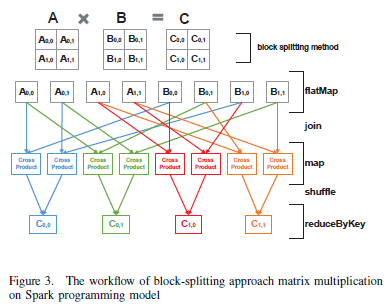 A × B = C
A0,0 A0,1 B0,0 B0,1 C0,0 C0,1
A1,0 A1,1 B1,0 B1,1 C1,0 C1,1
block splitting method
A0,0 A0,1 A1,0 A1,1 B0,0 B0,1 B1,0 B1,1
flatMap
join
Cross Cross Cross Cross Cross Cross Cross Cross
Product Product Product Product Product Product Product Product
map
shuffle
C0,0 C0,1 C1,0 C1,1
reduceByKey
Figure 3. The workflow of block-splitting approach matrix multiplication
on Spark programming model